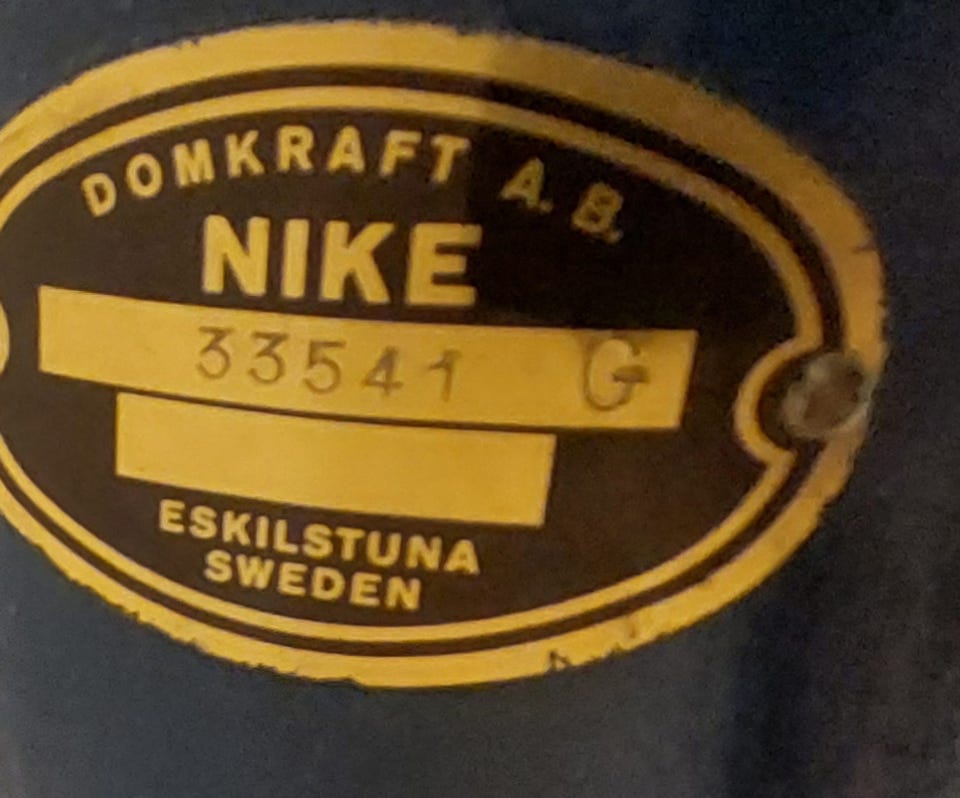 DOMKRAFT A.B.
NIKE
33541 G
ESKILSTUNA
SWEDEN